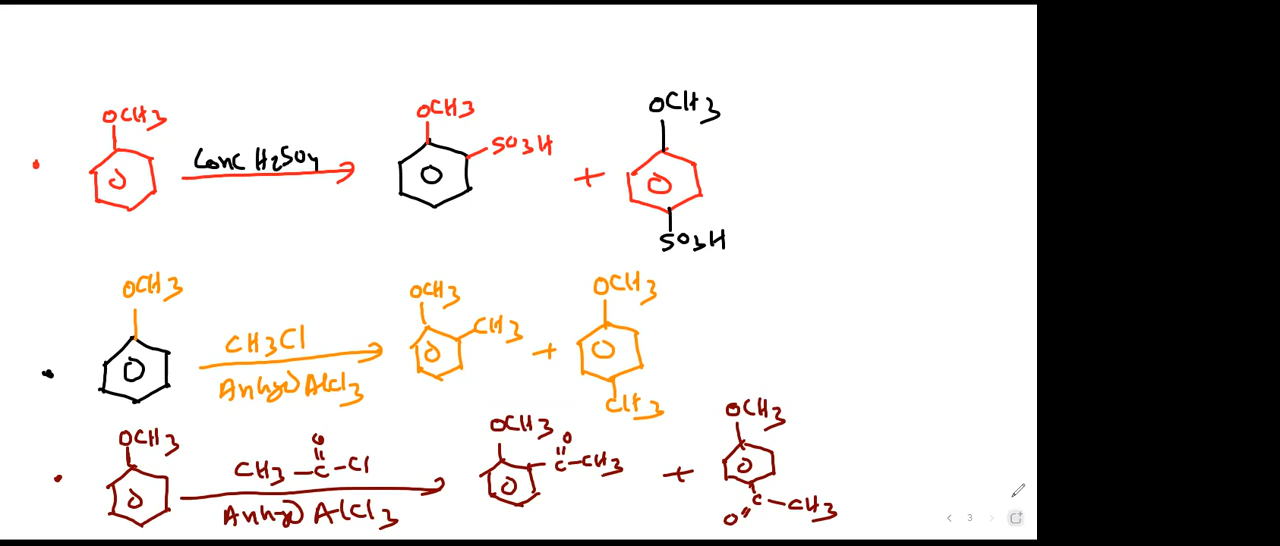 OCH3 Conc H2SO4 OCH3 SO3H + OCH3 SO3H
OCH3 CH3Cl Anhyd AlCl3 OCH3 CH3 + OCH3 CH3
OCH3 CH3-C-Cl O Anhyd AlCl3 OCH3 O C-CH3 + OCH3 C-CH3 O
< 3 >